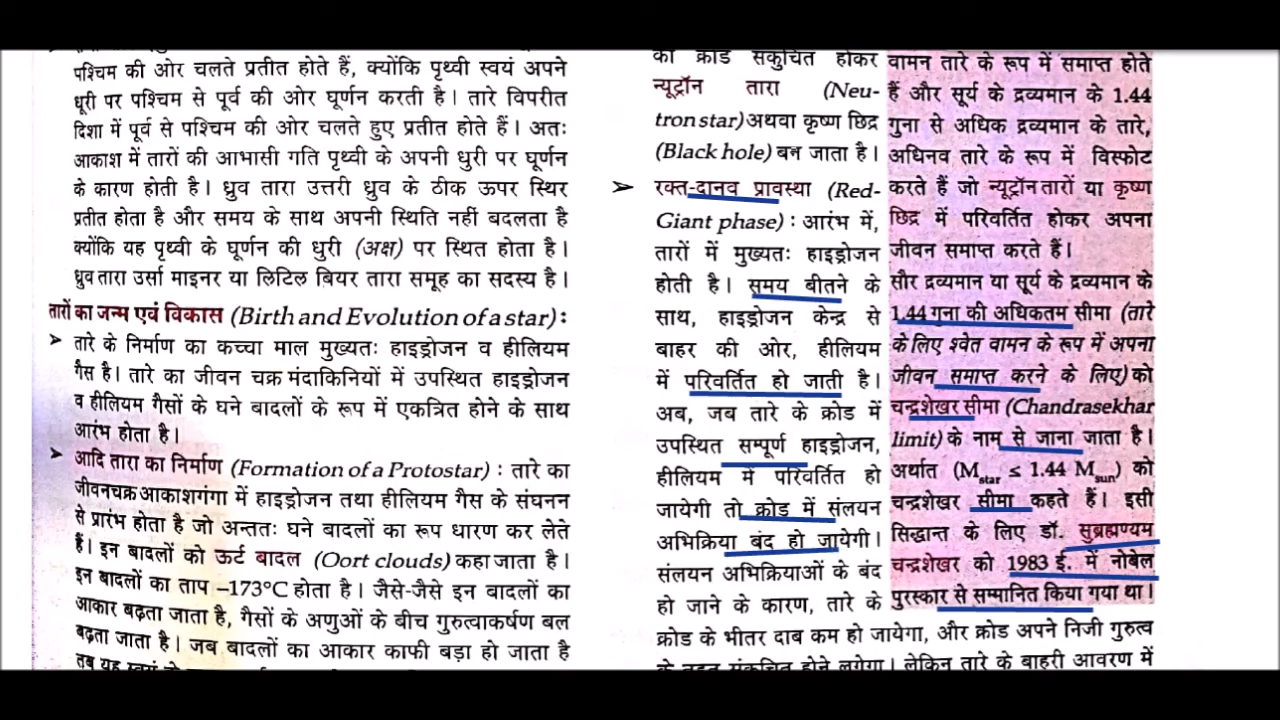 पश्चिम की ओर चलते प्रतीत होते हैं, क्योंकि पृथ्वी स्वयं अपने
धूरी पर पश्चिम से पूर्व की ओर घूर्णन करती है। तारे विपरीत
दिशा में पूर्व से पश्चिम की ओर चलते हुए प्रतीत होते हैं। अतः
आकाश में तारों की आभासी गति पृथ्वी के अपनी धुरी पर घूर्णन
के कारण होती है। ध्रुव तारा उत्तरी ध्रुव के ठीक ऊपर स्थिर
प्रतीत होता है और समय के साथ अपनी स्थिति नहीं बदलता है
क्योंकि यह पृथ्वी के घूर्णन की धुरी (अक्ष) पर स्थित होता है।
ध्रुव तारा उर्सा माइनर या लिटिल बियर तारा समूह का सदस्य है।
तारों का जन्म एवं विकास (Birth and Evolution of a star) :
➤ तारे के निर्माण का कच्चा माल मुख्यतः हाइड्रोजन व हीलियम
गैस है। तारे का जीवन चक्र मंदाकिनियों में उपस्थित हाइड्रोजन
व हीलियम गैसों के घने बादलों के रूप में एकत्रित होने के साथ
आरंभ होता है।
➤ आदि तारा का निर्माण (Formation of a Protostar) : तारे का
जीवनचक्र आकाशगंगा में हाइड्रोजन तथा हीलियम गैस के संघनन
से प्रारंभ होता है जो अन्ततः घने बादलों का रूप धारण कर लेते
हैं। इन बादलों को ऊर्ट बादल (Oort clouds) कहा जाता है।
इन बादलों का ताप –173°C होता है। जैसे-जैसे इन बादलों का
आकार बढ़ता जाता है, गैसों के अणुओं के बीच गुरुत्वाकर्षण बल
बढ़ता जाता है। जब बादलों का आकार काफी बड़ा हो जाता है
तब यह
का क्रोड संकुचित होकर
न्यूट्रॉन तारा (Neu-
tron star) अथवा कृष्ण छिद्र
(Black hole) बन जाता है।
➤ रक्त-दानव प्रावस्था (Red-
Giant phase) : आरंभ में,
तारों में मुख्यतः हाइड्रोजन
होती है। समय बीतने के
साथ, हाइड्रोजन केन्द्र से
बाहर की ओर, हीलियम
में परिवर्तित हो जाती है।
अब, जब तारे के क्रोड में
उपस्थित सम्पूर्ण हाइड्रोजन,
हीलियम में परिवर्तित हो
जायेगी तो क्रोड में संलयन
अभिक्रिया बंद हो जायेगी।
संलयन अभिक्रियाओं के बंद
हो जाने के कारण, तारे के
क्रोड के भीतर दाब कम हो जायेगा, और क्रोड अपने निजी गुरुत्व
के तहत संकुचित होने लगेगा। लेकिन तारे के बाहरी आवरण में
वामन तारे के रूप में समाप्त होते
हैं और सूर्य के द्रव्यमान के 1.44
गुना से अधिक द्रव्यमान के तारे,
अधिनव तारे के रूप में विस्फोट
करते हैं जो न्यूट्रॉन तारों या कृष्ण
छिद्र में परिवर्तित होकर अपना
जीवन समाप्त करते हैं।
सौर द्रव्यमान या सूर्य के द्रव्यमान के
1.44 गुना की अधिकतम सीमा (तारे
के लिए श्वेत वामन के रूप में अपना
जीवन समाप्त करने के लिए) को
चन्द्रशेखर सीमा (Chandrasekhar
limit) के नाम से जाना जाता है।
अर्थात (Mstar ≤ 1.44 Msun) को
चन्द्रशेखर सीमा कहते हैं। इसी
सिद्धान्त के लिए डॉ. सुब्रह्मण्यम
चन्द्रशेखर को 1983 ई. में नोबेल
पुरस्कार से सम्मानित किया गया था।